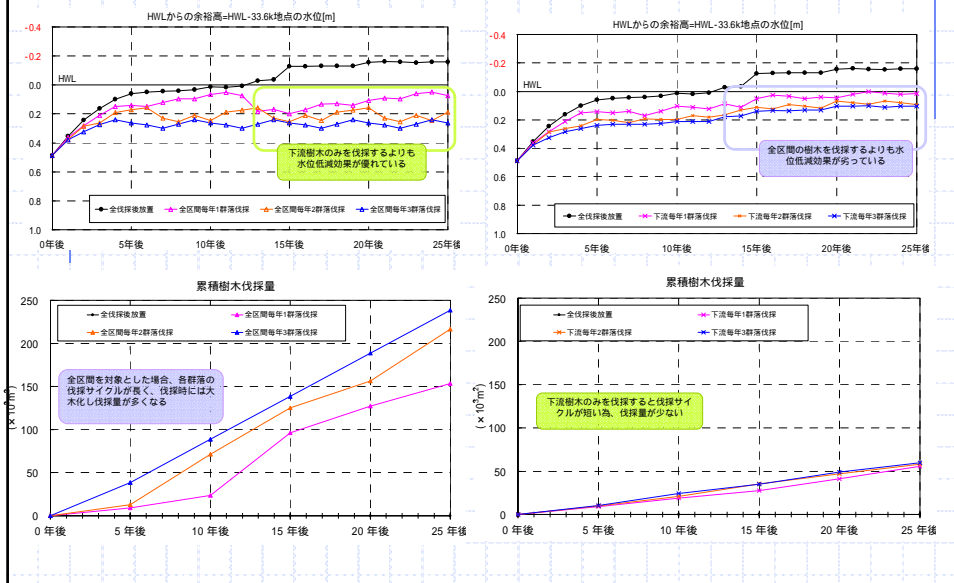 HWLからの余裕高=HWL-33.6k地点の水位[m]
-0.4
-0.2
0.0
0.2
0.4
0.6
0.8
1.0
HWL
下流樹木のみを伐採するよりも
水位低減効果が優れている
全伐採後放置 全区間毎年1群落伐採 全区間毎年2群落伐採 全区間毎年3群落伐採
0年後 5年後 10年後 15年後 20年後 25年後
HWLからの余裕高=HWL-33.6k地点の水位[m]
-0.4
-0.2
0.0
0.2
0.4
0.6
0.8
1.0
HWL
全区間の樹木を伐採するよりも水
位低減効果が劣っている
全伐採後放置 下流毎年1群落伐採 下流毎年2群落伐採 下流毎年3群落伐採
0年後 5年後 10年後 15年後 20年後 25年後
累積樹木伐採量
250
200
150
100
50
0
(×10³m²)
全伐採後放置 全区間毎年1群落伐採
全区間毎年2群落伐採 全区間毎年3群落伐採
全区間を対象とした場合、各群落の
伐採サイクルが長く、伐採時には大
木化し伐採量が多くなる
0 年後 5 年後 10 年後 15 年後 20 年後 25 年後
累積樹木伐採量
250
200
150
100
50
0
(×10³m²)
全伐採後放置 下流毎年1群落伐採
下流毎年2群落伐採 下流毎年3群落伐採
下流樹木のみを伐採すると伐採サイ
クルが短い為、伐採量が少ない
0 年後 5 年後 10 年後 15 年後 20 年後 25 年後